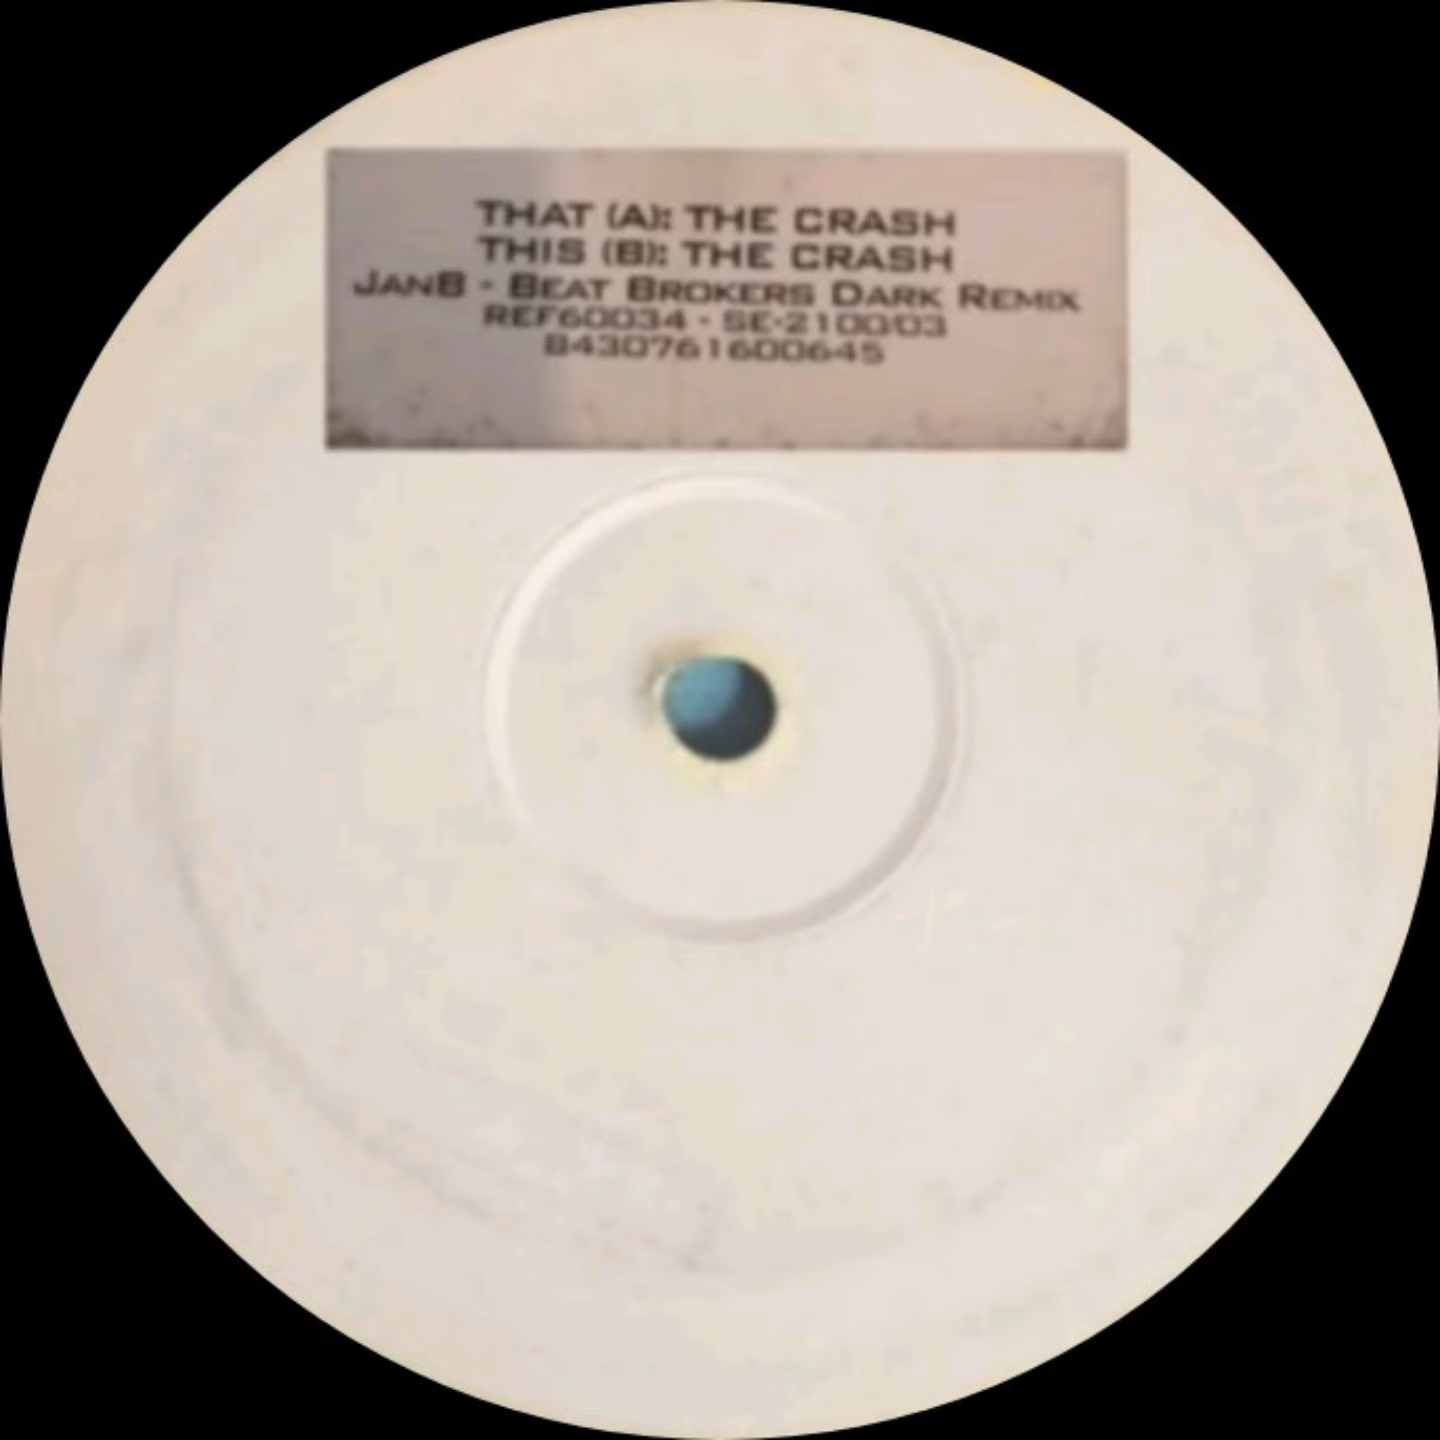 THAT (A): THE CRASH
THIS (B): THE CRASH
JANB - BEAT BROKERS DARK REMIX
REF60034 - SE-2100/03
8430761600645